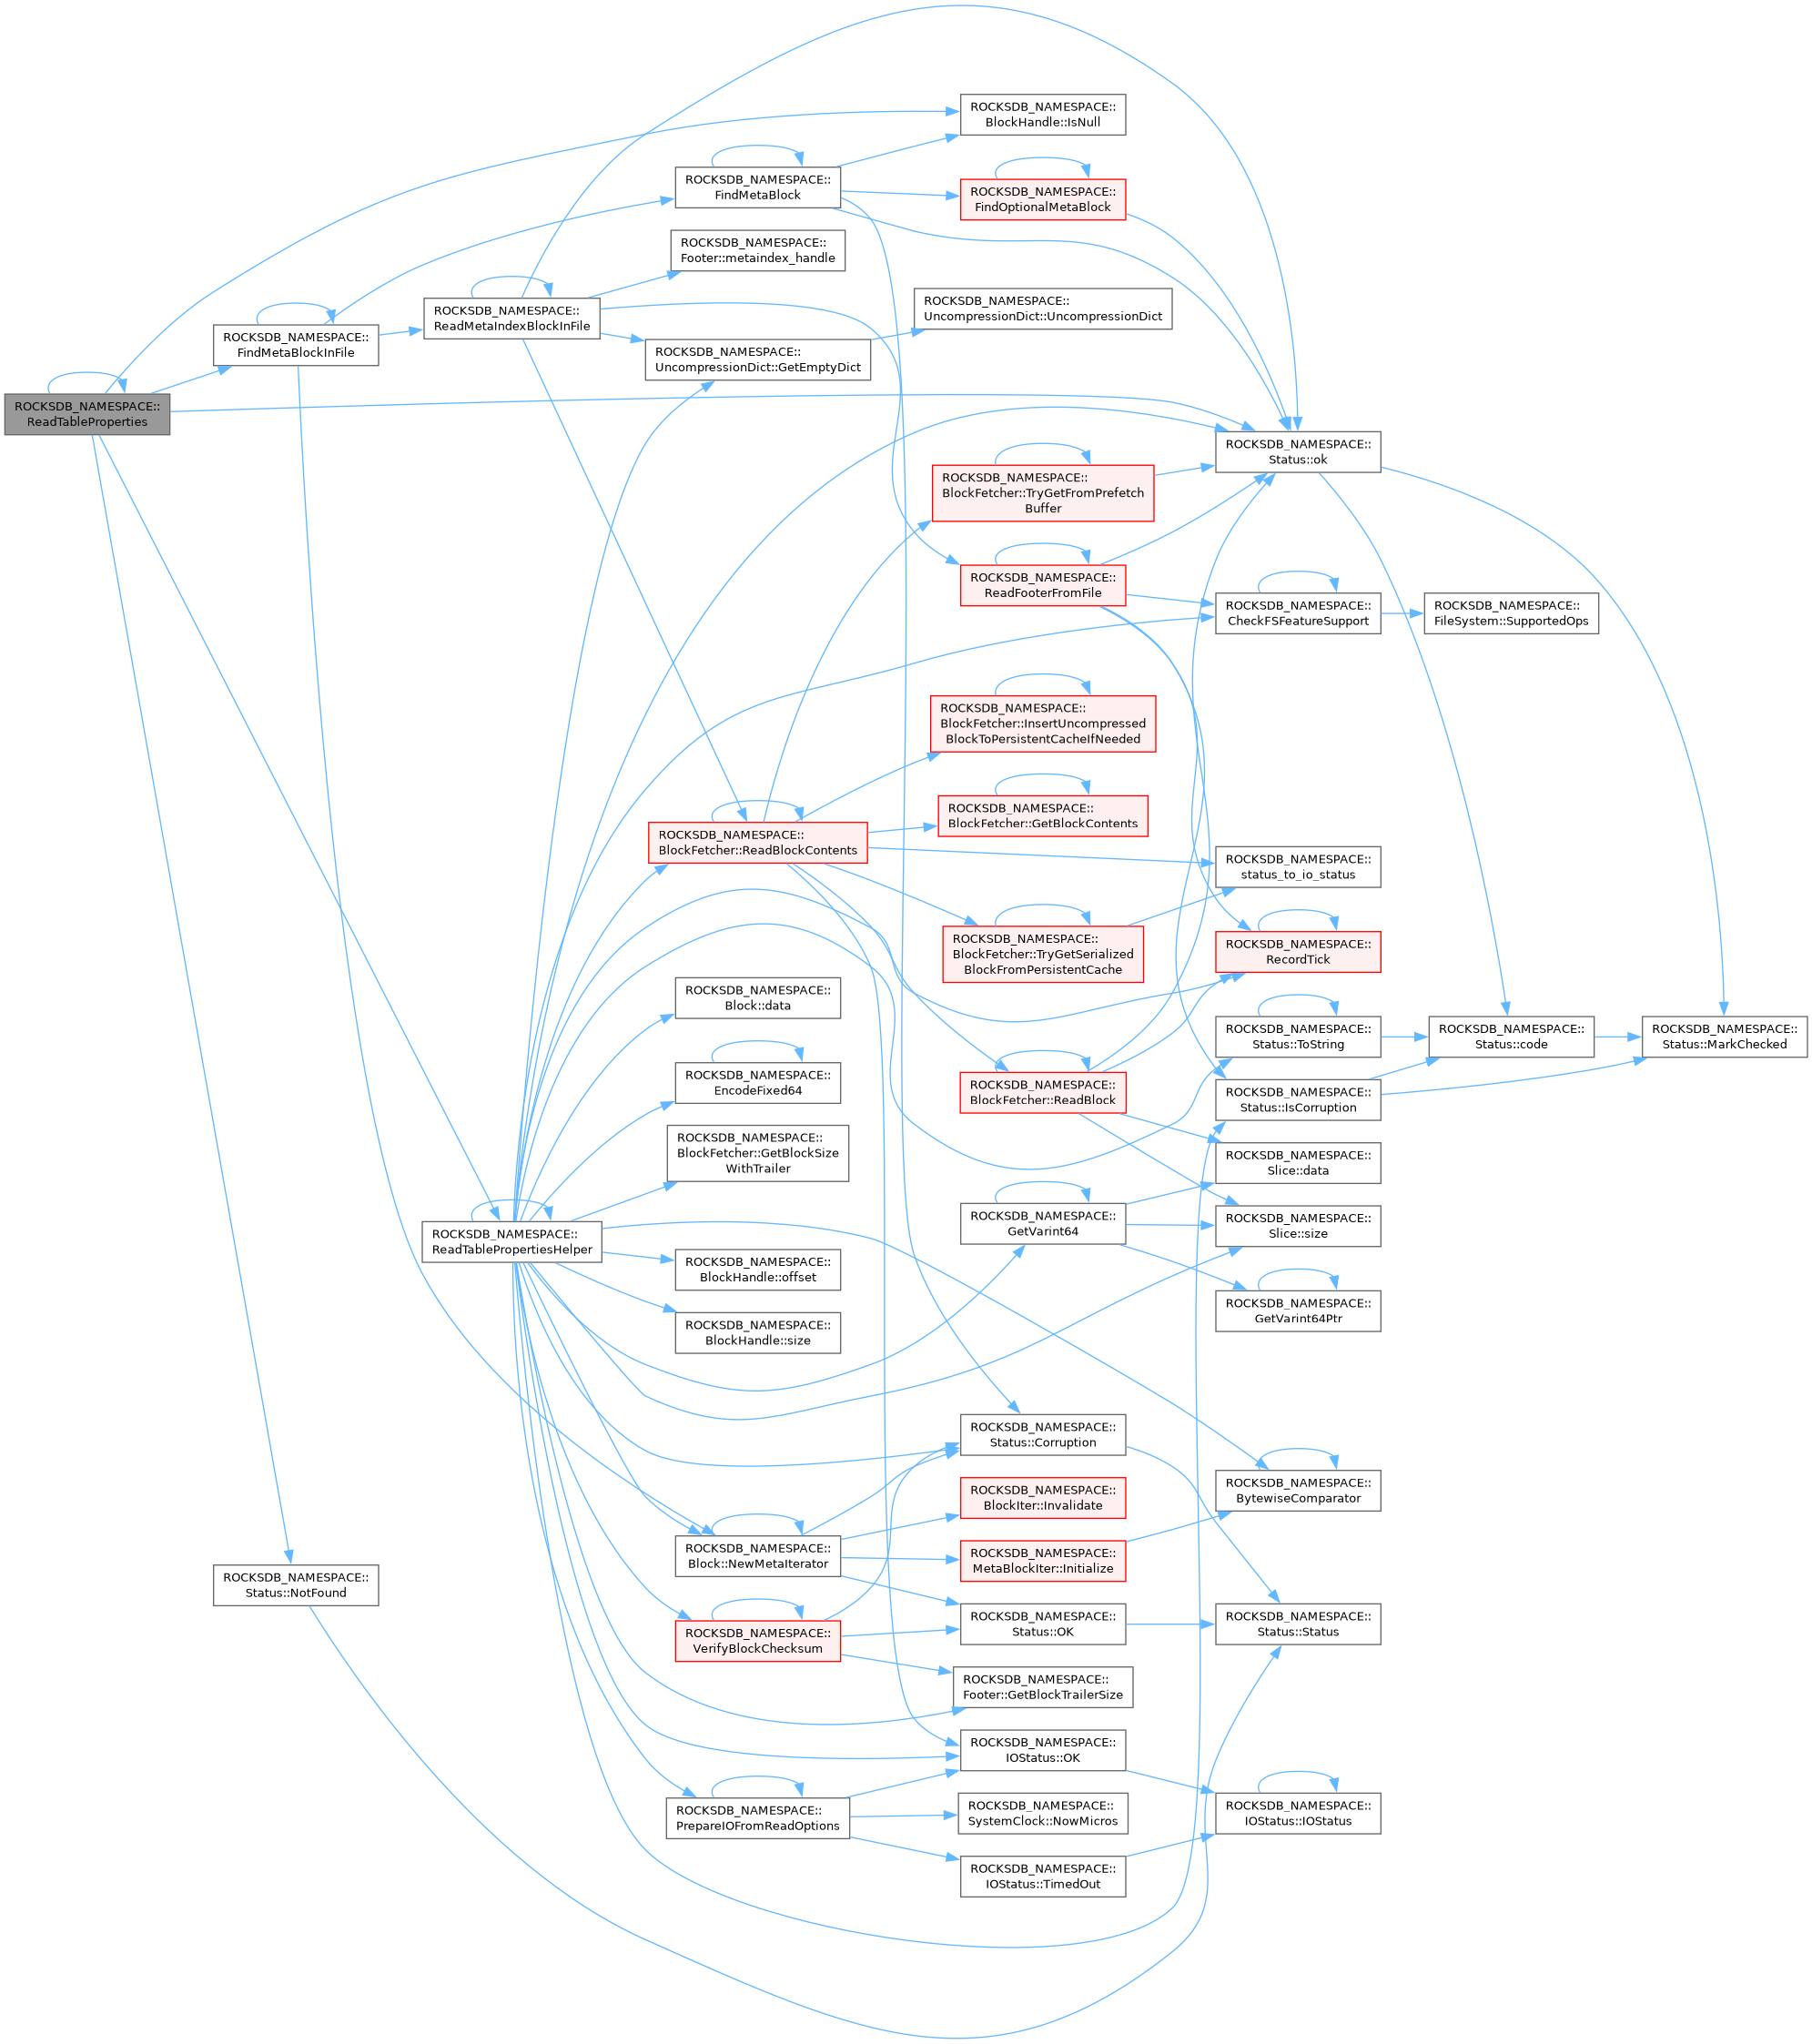 ROCKSDB_NAMESPACE::
ReadTableProperties
ROCKSDB_NAMESPACE::
FindMetaBlockInFile
ROCKSDB_NAMESPACE::
Status::NotFound
ROCKSDB_NAMESPACE::
ReadMetaIndexBlockInFile
ROCKSDB_NAMESPACE::
ReadTablePropertiesHelper
ROCKSDB_NAMESPACE::
FindMetaBlock
ROCKSDB_NAMESPACE::
Footer::metaindex_handle
ROCKSDB_NAMESPACE::
UncompressionDict::GetEmptyDict
ROCKSDB_NAMESPACE::
BlockFetcher::ReadBlockContents
ROCKSDB_NAMESPACE::
Block::data
ROCKSDB_NAMESPACE::
EncodeFixed64
ROCKSDB_NAMESPACE::
BlockFetcher::GetBlockSize
WithTrailer
ROCKSDB_NAMESPACE::
BlockHandle::offset
ROCKSDB_NAMESPACE::
BlockHandle::size
ROCKSDB_NAMESPACE::
Block::NewMetaIterator
ROCKSDB_NAMESPACE::
VerifyBlockChecksum
ROCKSDB_NAMESPACE::
PrepareIOFromReadOptions
ROCKSDB_NAMESPACE::
BlockHandle::IsNull
ROCKSDB_NAMESPACE::
FindOptionalMetaBlock
ROCKSDB_NAMESPACE::
UncompressionDict::UncompressionDict
ROCKSDB_NAMESPACE::
BlockFetcher::TryGetFromPrefetch
Buffer
ROCKSDB_NAMESPACE::
ReadFooterFromFile
ROCKSDB_NAMESPACE::
BlockFetcher::InsertUncompressed
BlockToPersistentCacheIfNeeded
ROCKSDB_NAMESPACE::
BlockFetcher::GetBlockContents
ROCKSDB_NAMESPACE::
BlockFetcher::TryGetSerialized
BlockFromPersistentCache
ROCKSDB_NAMESPACE::
BlockFetcher::ReadBlock
ROCKSDB_NAMESPACE::
GetVarint64
ROCKSDB_NAMESPACE::
Status::Corruption
ROCKSDB_NAMESPACE::
BlockIter::Invalidate
ROCKSDB_NAMESPACE::
MetaBlockIter::Initialize
ROCKSDB_NAMESPACE::
Status::OK
ROCKSDB_NAMESPACE::
Footer::GetBlockTrailerSize
ROCKSDB_NAMESPACE::
IOStatus::OK
ROCKSDB_NAMESPACE::
SystemClock::NowMicros
ROCKSDB_NAMESPACE::
IOStatus::TimedOut
ROCKSDB_NAMESPACE::
Status::ok
ROCKSDB_NAMESPACE::
CheckFSFeatureSupport
ROCKSDB_NAMESPACE::
status_to_io_status
ROCKSDB_NAMESPACE::
RecordTick
ROCKSDB_NAMESPACE::
Status::ToString
ROCKSDB_NAMESPACE::
Status::IsCorruption
ROCKSDB_NAMESPACE::
Slice::data
ROCKSDB_NAMESPACE::
Slice::size
ROCKSDB_NAMESPACE::
GetVarint64Ptr
ROCKSDB_NAMESPACE::
BytewiseComparator
ROCKSDB_NAMESPACE::
Status::Status
ROCKSDB_NAMESPACE::
IOStatus::IOStatus
ROCKSDB_NAMESPACE::
FileSystem::SupportedOps
ROCKSDB_NAMESPACE::
Status::code
ROCKSDB_NAMESPACE::
Status::MarkChecked